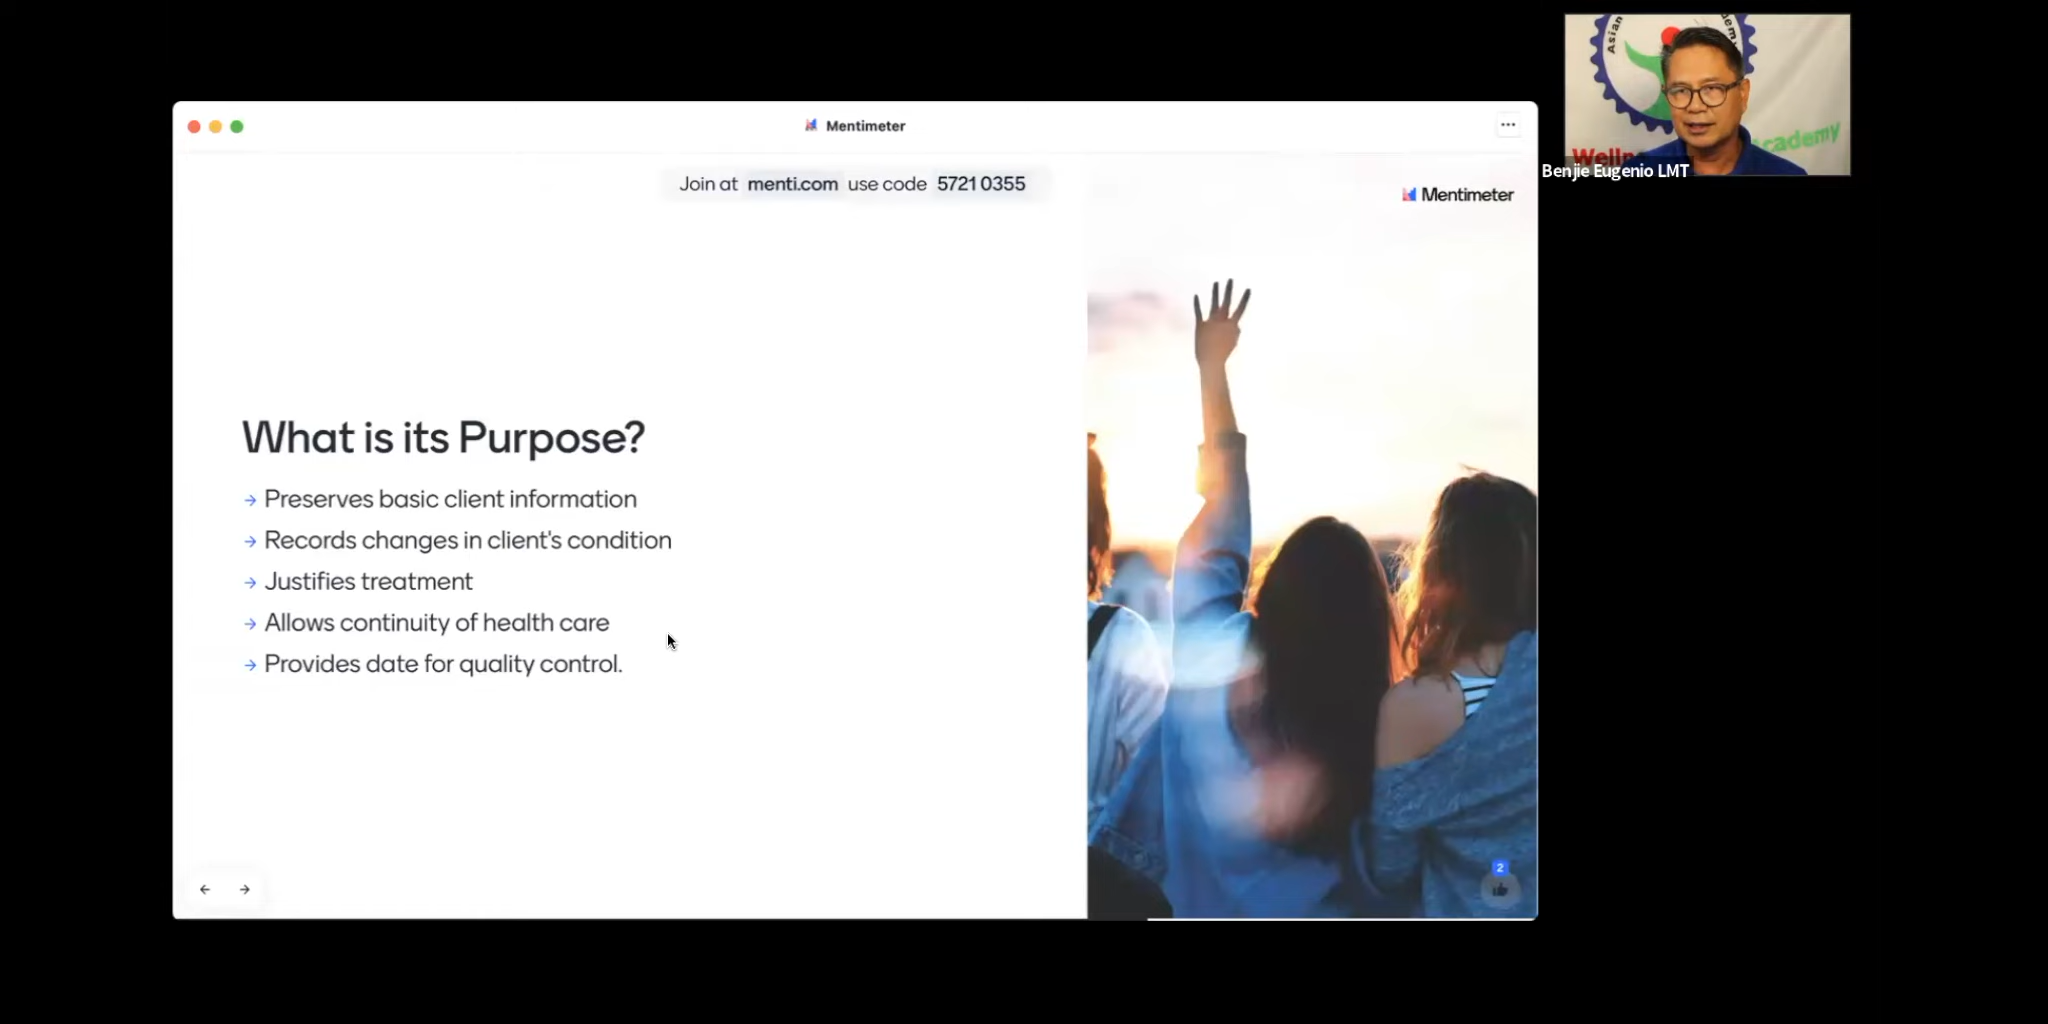 Mentimeter
Join at menti.com use code 5721 0355
Mentimeter
What is its Purpose?
→ Preserves basic client information
→ Records changes in client's condition
→ Justifies treatment
→ Allows continuity of health care
→ Provides date for quality control.
2
Asian
Academy
Benjie Eugenio LMT